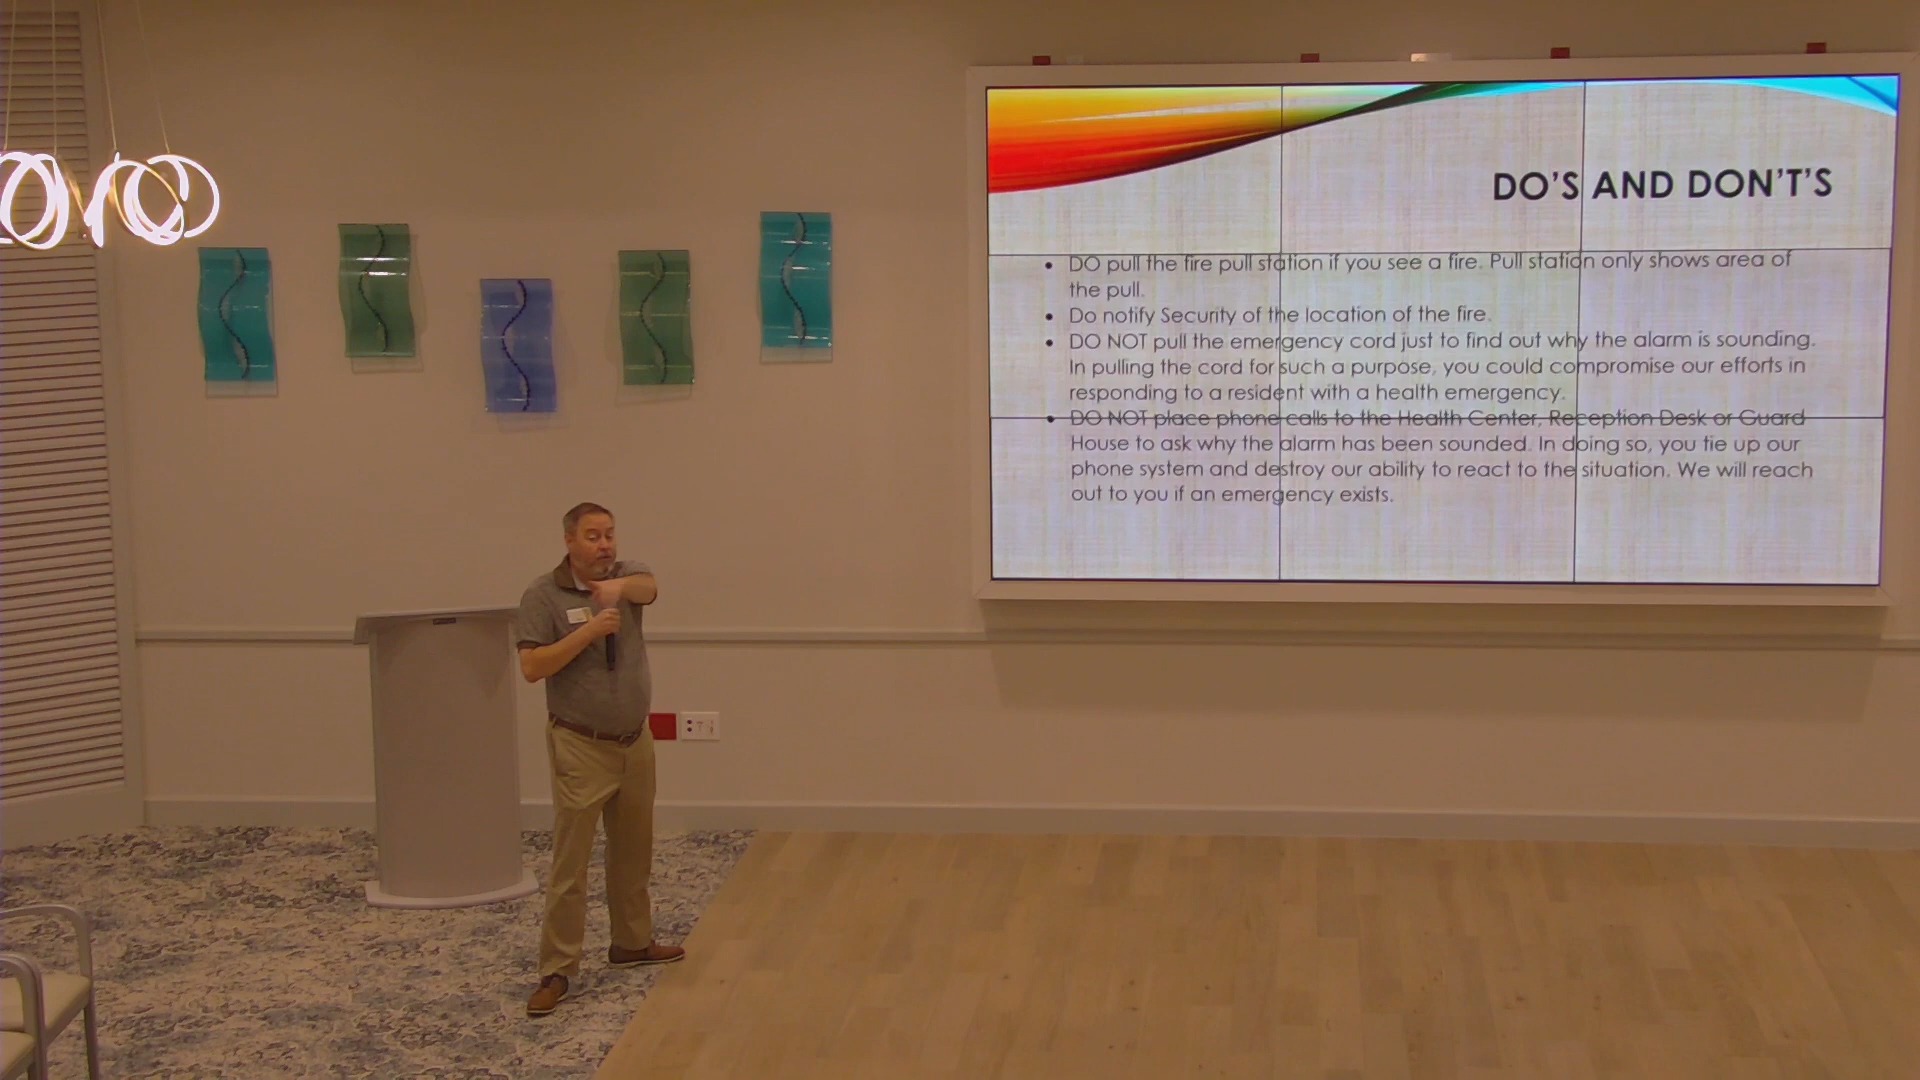 DO'S AND DON'T'S
• DO pull the fire pull station if you see a fire. Pull station only shows area of
the pull.
• Do notify Security of the location of the fire.
• DO NOT pull the emergency cord just to find out why the alarm is sounding.
In pulling the cord for such a purpose, you could compromise our efforts in
responding to a resident with a health emergency.
• DO NOT place phone calls to the Health Center, Reception Desk or Guard
House to ask why the alarm has been sounded. In doing so, you tie up our
phone system and destroy our ability to react to the situation. We will reach
out to you if an emergency exists.